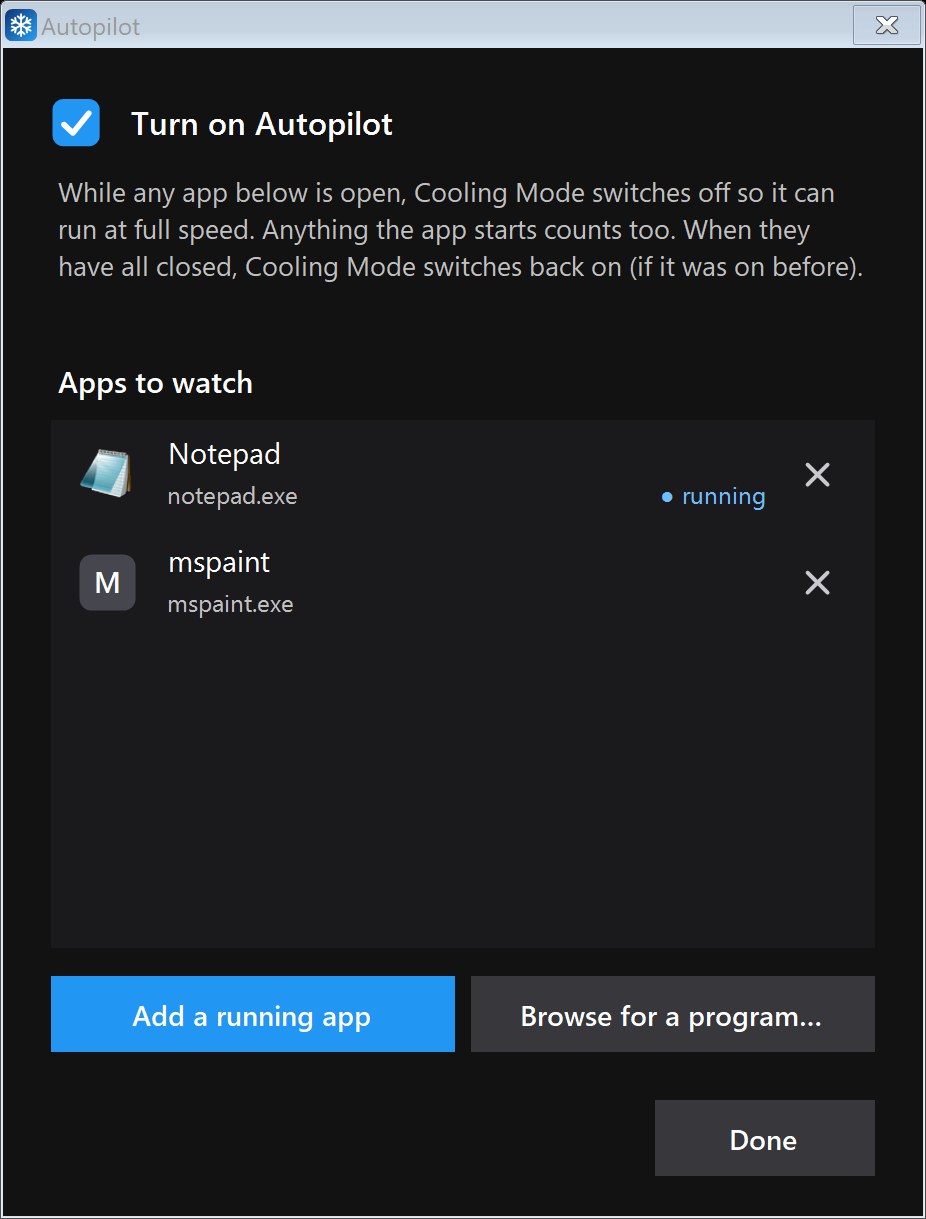 Autopilot
Turn on Autopilot
While any app below is open, Cooling Mode switches off so it can
run at full speed. Anything the app starts counts too. When they
have all closed, Cooling Mode switches back on (if it was on before).
Apps to watch
Notepad
notepad.exe
running
M
mspaint
mspaint.exe
Add a running app
Browse for a program...
Done